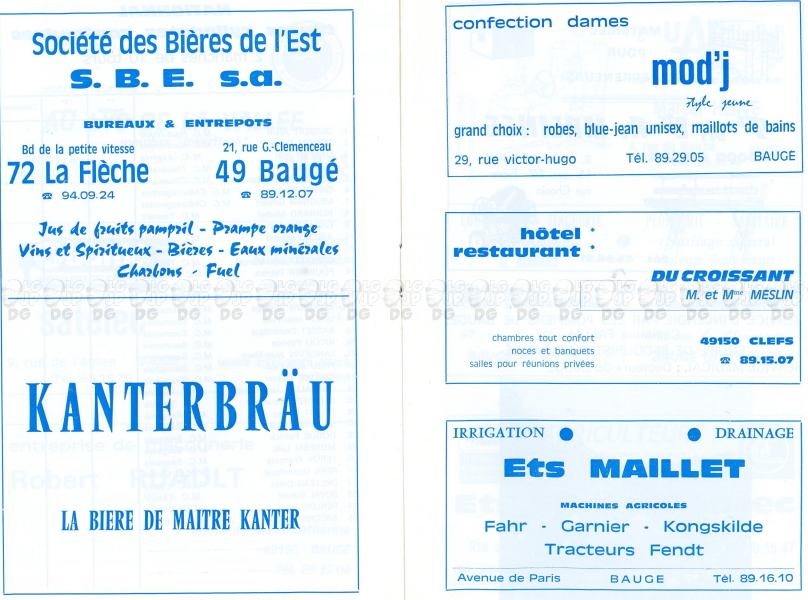 Société des Bières de l'Est
S. B. E. s.a.
BUREAUX & ENTREPOTS
Bd de la petite vitesse
72 La Flèche
☎ 94.09.24
21, rue G.-Clemenceau
49 Baugé
☎ 89.12.07
Jus de fruits pampril - Prampe orange
Vins et Spiritueux - Bières - Eaux minérales
Charbons - Fuel
KANTERBRÄU
LA BIERE DE MAITRE KANTER
confection dames
mod'j
style jeune
grand choix : robes, blue-jean unisex, maillots de bains
29, rue victor-hugo Tél. 89.29.05 BAUGE
hôtel *
restaurant *
DU CROISSANT
M. et Mme MESLIN
chambres tout confort
noces et banquets
salles pour réunions privées
49150 CLEFS
☎ 89.15.07
IRRIGATION ● ● DRAINAGE
Ets MAILLET
MACHINES AGRICOLES
Fahr - Garnier - Kongskilde
Tracteurs Fendt
Avenue de Paris BAUGE Tél. 89.16.10